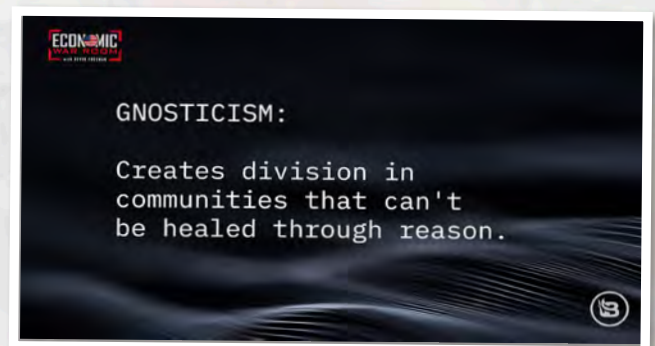 ECONOMIC
WAR ROOM
GNOSTICISM:
Creates division in
communities that can't
be healed through reason.
B